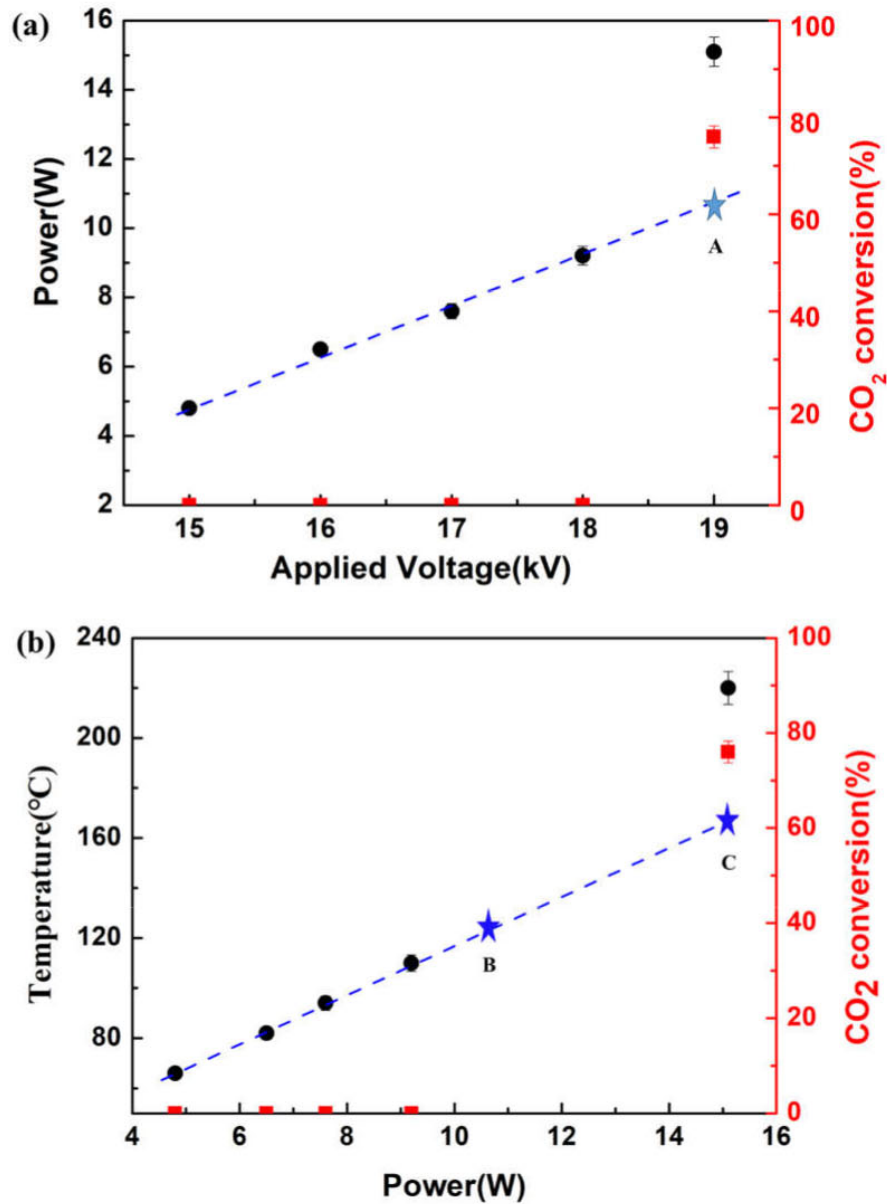 (a)
16
14
12
10
8
6
4
2
Power(W)
100
80
60
40
20
0
CO2 conversion(%)
A
15 16 17 18 19
Applied Voltage(kV)
(b)
240
200
160
120
80
Temperature(℃)
100
80
60
40
20
0
CO2 conversion(%)
B
C
4 6 8 10 12 14 16
Power(W)